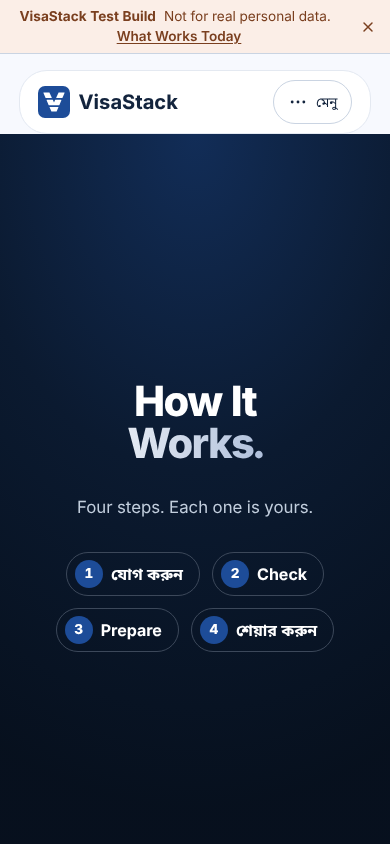 VisaStack Test Build Not for real personal data.
What Works Today
VisaStack
মেনু
How It
Works.
Four steps. Each one is yours.
1 যোগ করুন
2 Check
3 Prepare
4 শেয়ার করুন